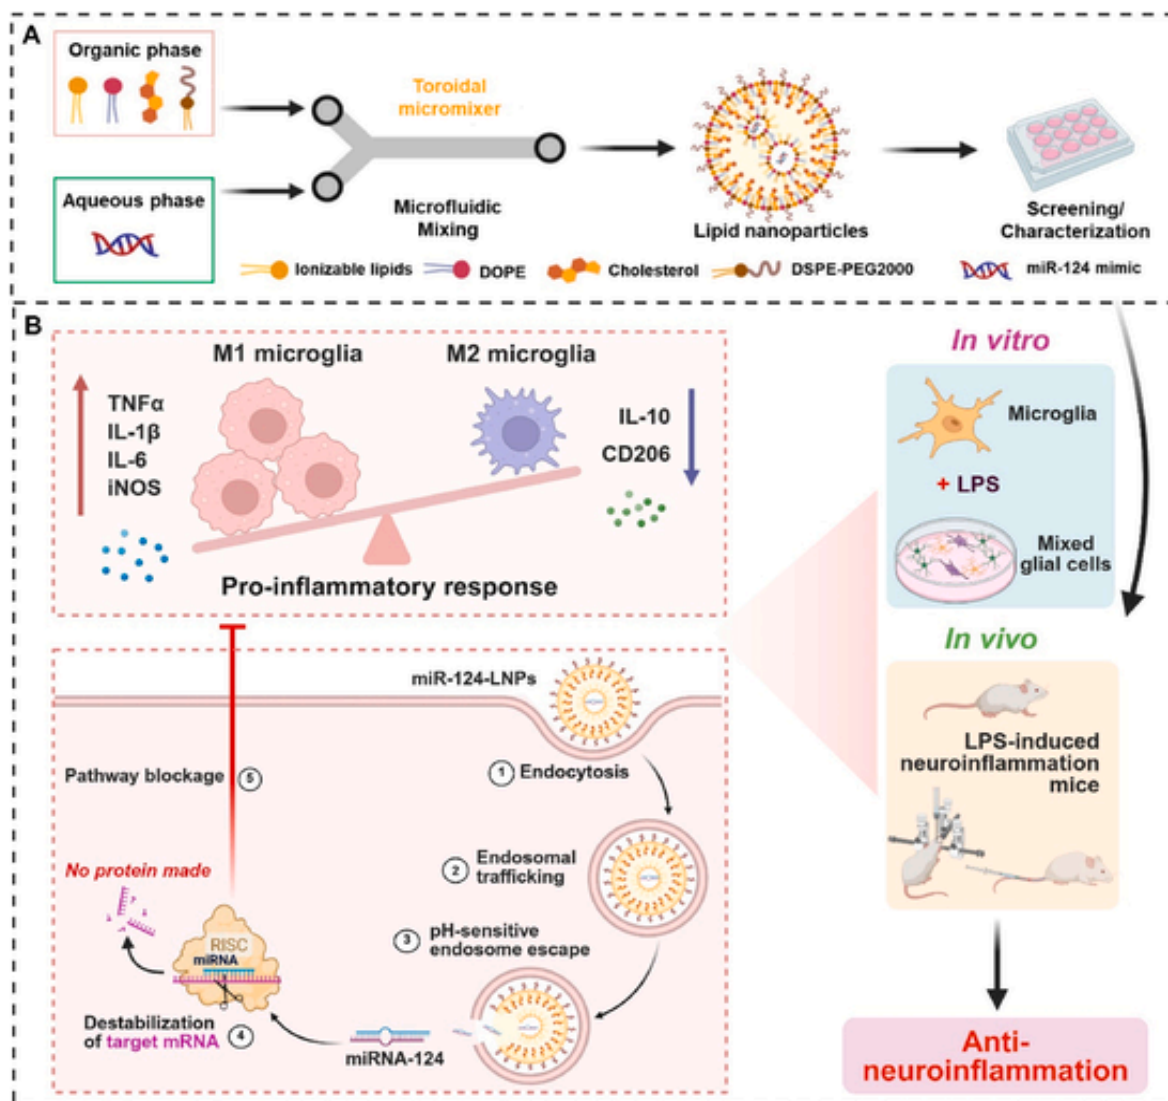 A
Organic phase
Aqueous phase
Toroidal
micromixer
Microfluidic
Mixing
Lipid nanoparticles
Screening/
Characterization
Ionizable lipids
DOPE
Cholesterol
DSPE-PEG2000
miR-124 mimic
B
M1 microglia
M2 microglia
TNFα
IL-1β
IL-6
iNOS
IL-10
CD206
Pro-inflammatory response
In vitro
Microglia
+ LPS
Mixed
glial cells
In vivo
LPS-induced
neuroinflammation
mice
Anti-
neuroinflammation
miR-124-LNPs
1 Endocytosis
2 Endosomal
trafficking
3 pH-sensitive
endosome escape
miRNA-124
Destabilization
of target mRNA 4
RISC
miRNA
No protein made
Pathway blockage 5